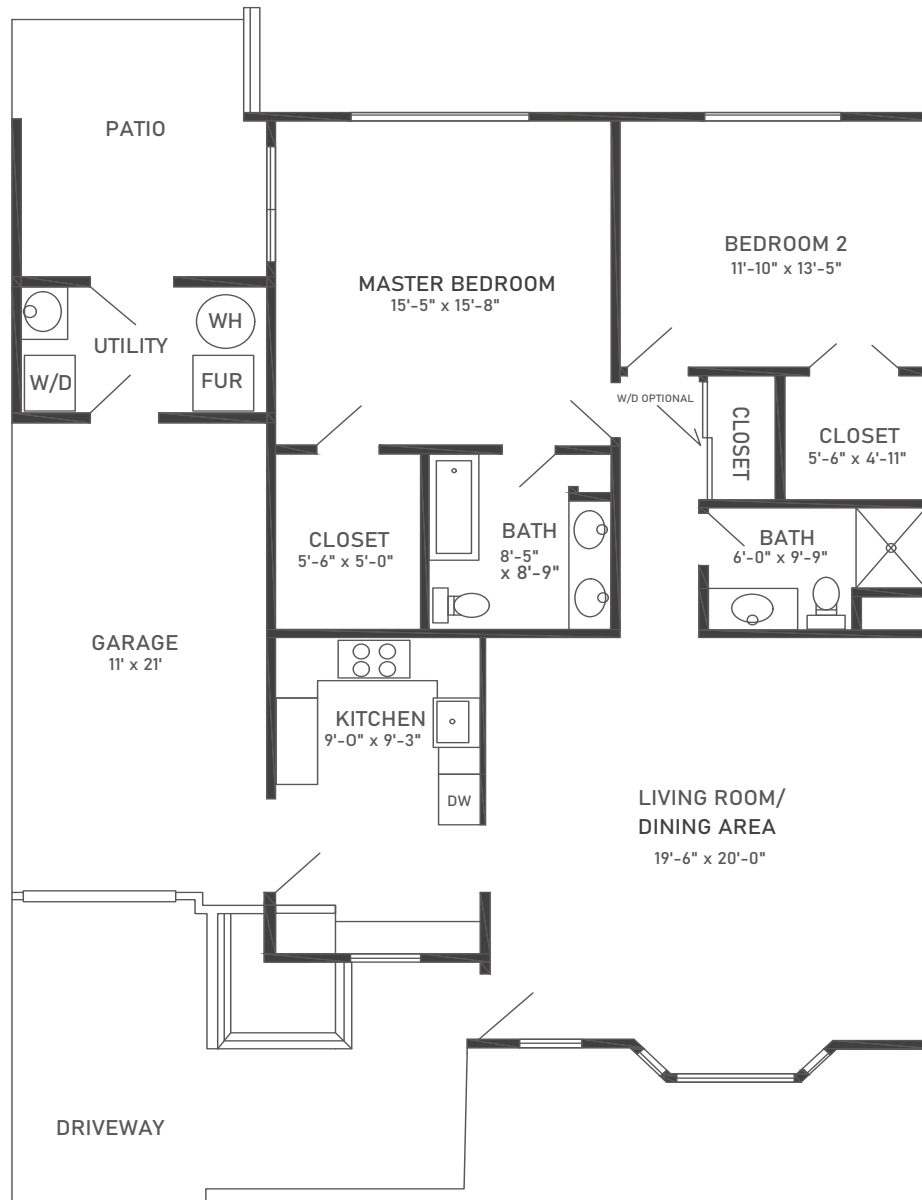 PATIO
BEDROOM 2
11'-10" x 13'-5"
MASTER BEDROOM
15'-5" x 15'-8"
WH
UTILITY
W/D
FUR
W/D OPTIONAL
CLOSET
CLOSET
5'-6" x 4'-11"
CLOSET
5'-6" x 5'-0"
BATH
8'-5"
x 8'-9"
BATH
6'-0" x 9'-9"
GARAGE
11' x 21'
KITCHEN
9'-0" x 9'-3"
DW
LIVING ROOM/
DINING AREA
19'-6" x 20'-0"
DRIVEWAY